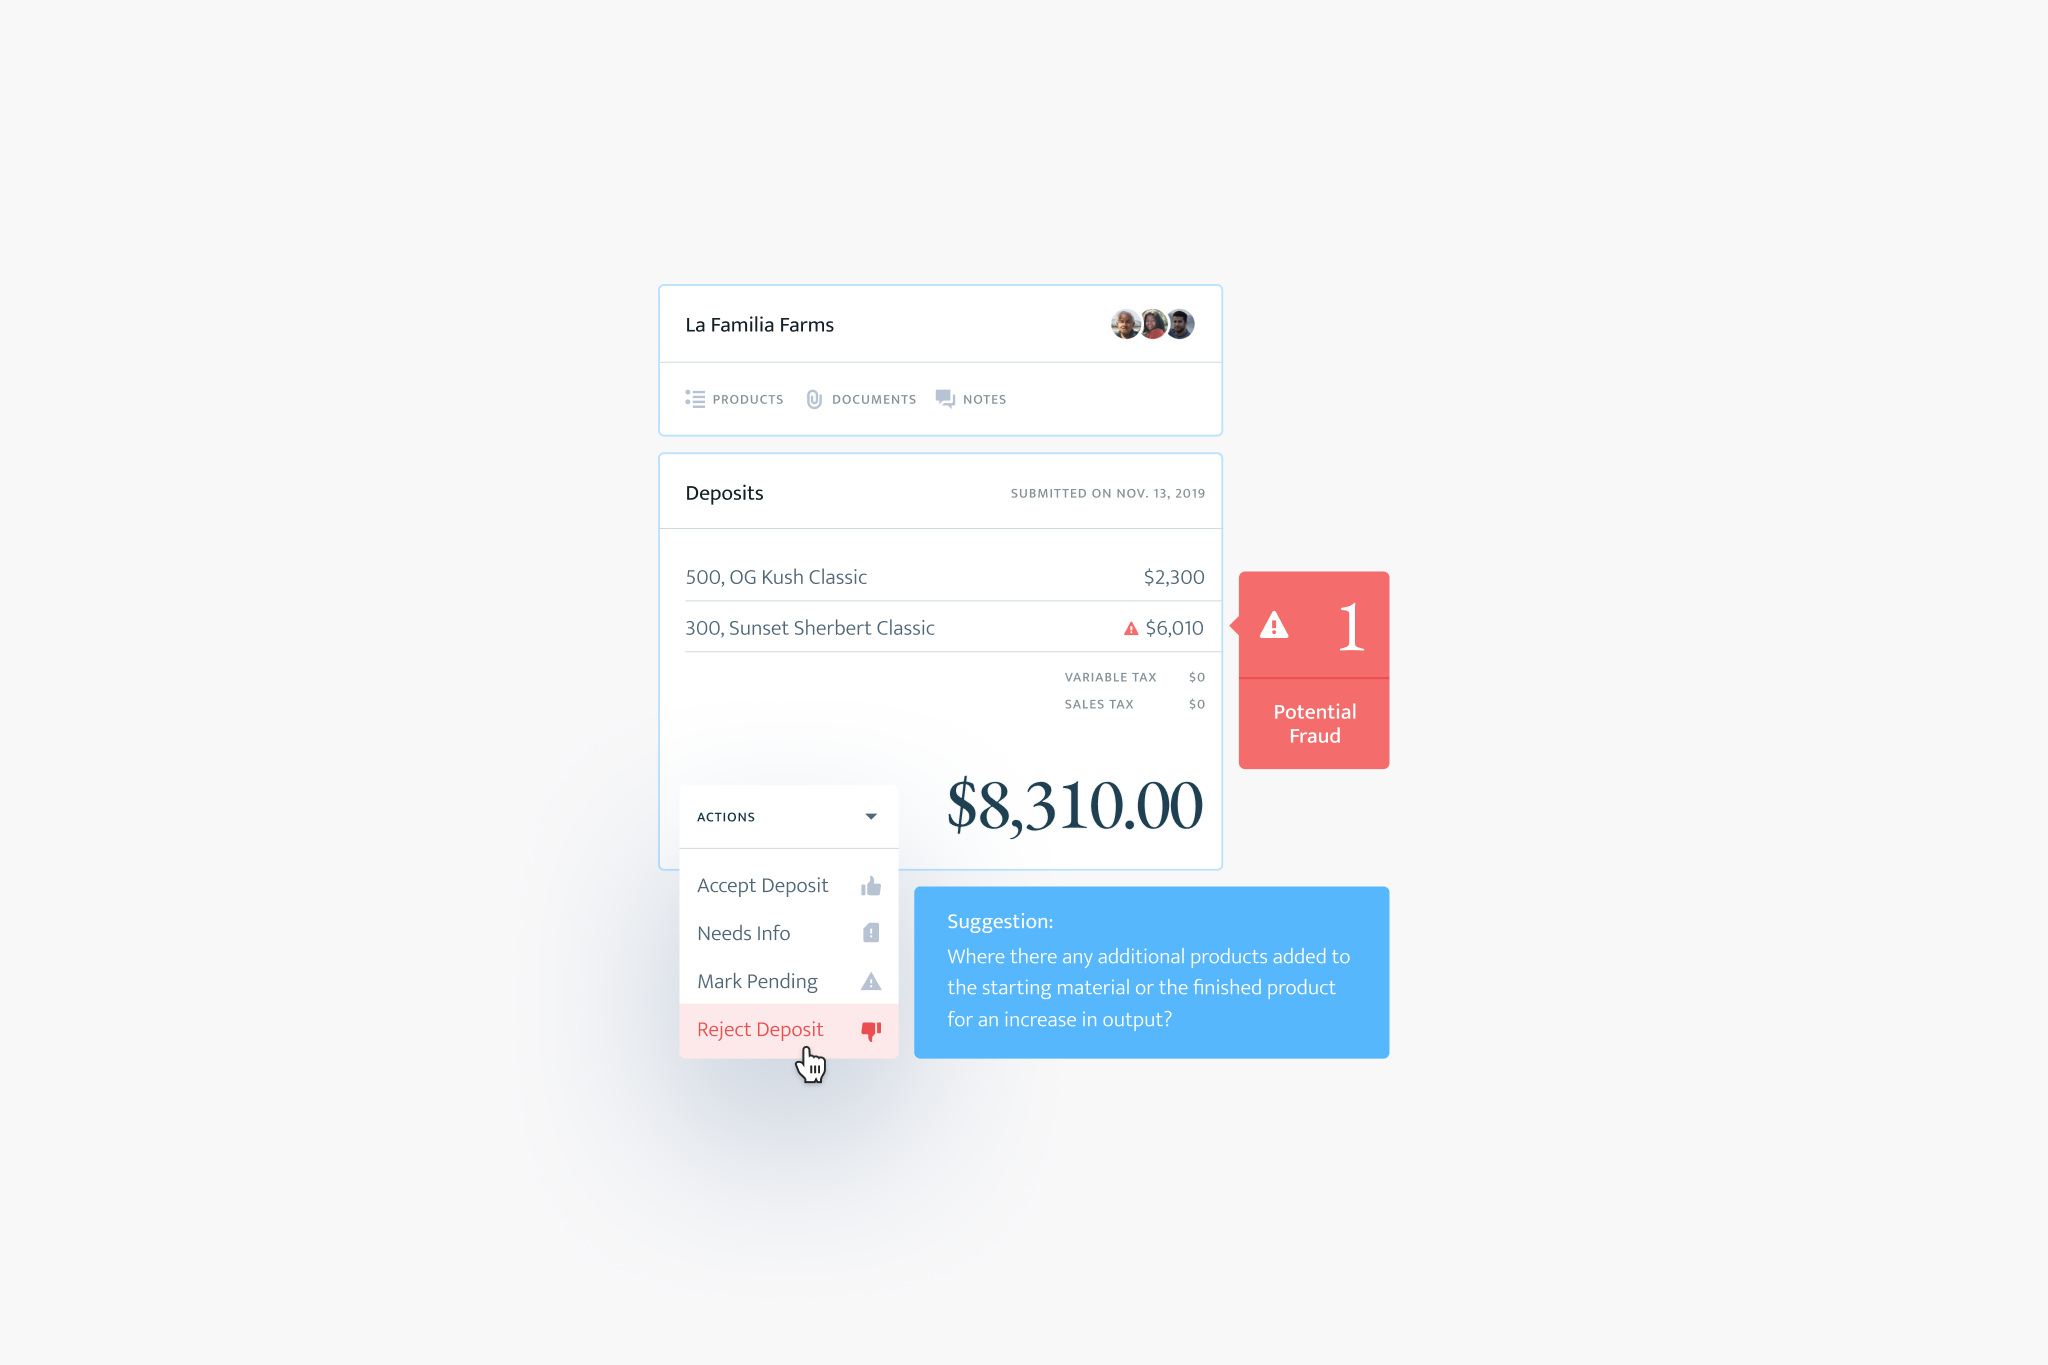 La Familia Farms
PRODUCTS DOCUMENTS NOTES
Deposits SUBMITTED ON NOV. 13, 2019
500, OG Kush Classic $2,300
300, Sunset Sherbert Classic $6,010
VARIABLE TAX $0
SALES TAX $0
1
Potential
Fraud
$8,310.00
ACTIONS
Accept Deposit
Needs Info
Mark Pending
Reject Deposit
Suggestion:
Where there any additional products added to
the starting material or the finished product
for an increase in output?